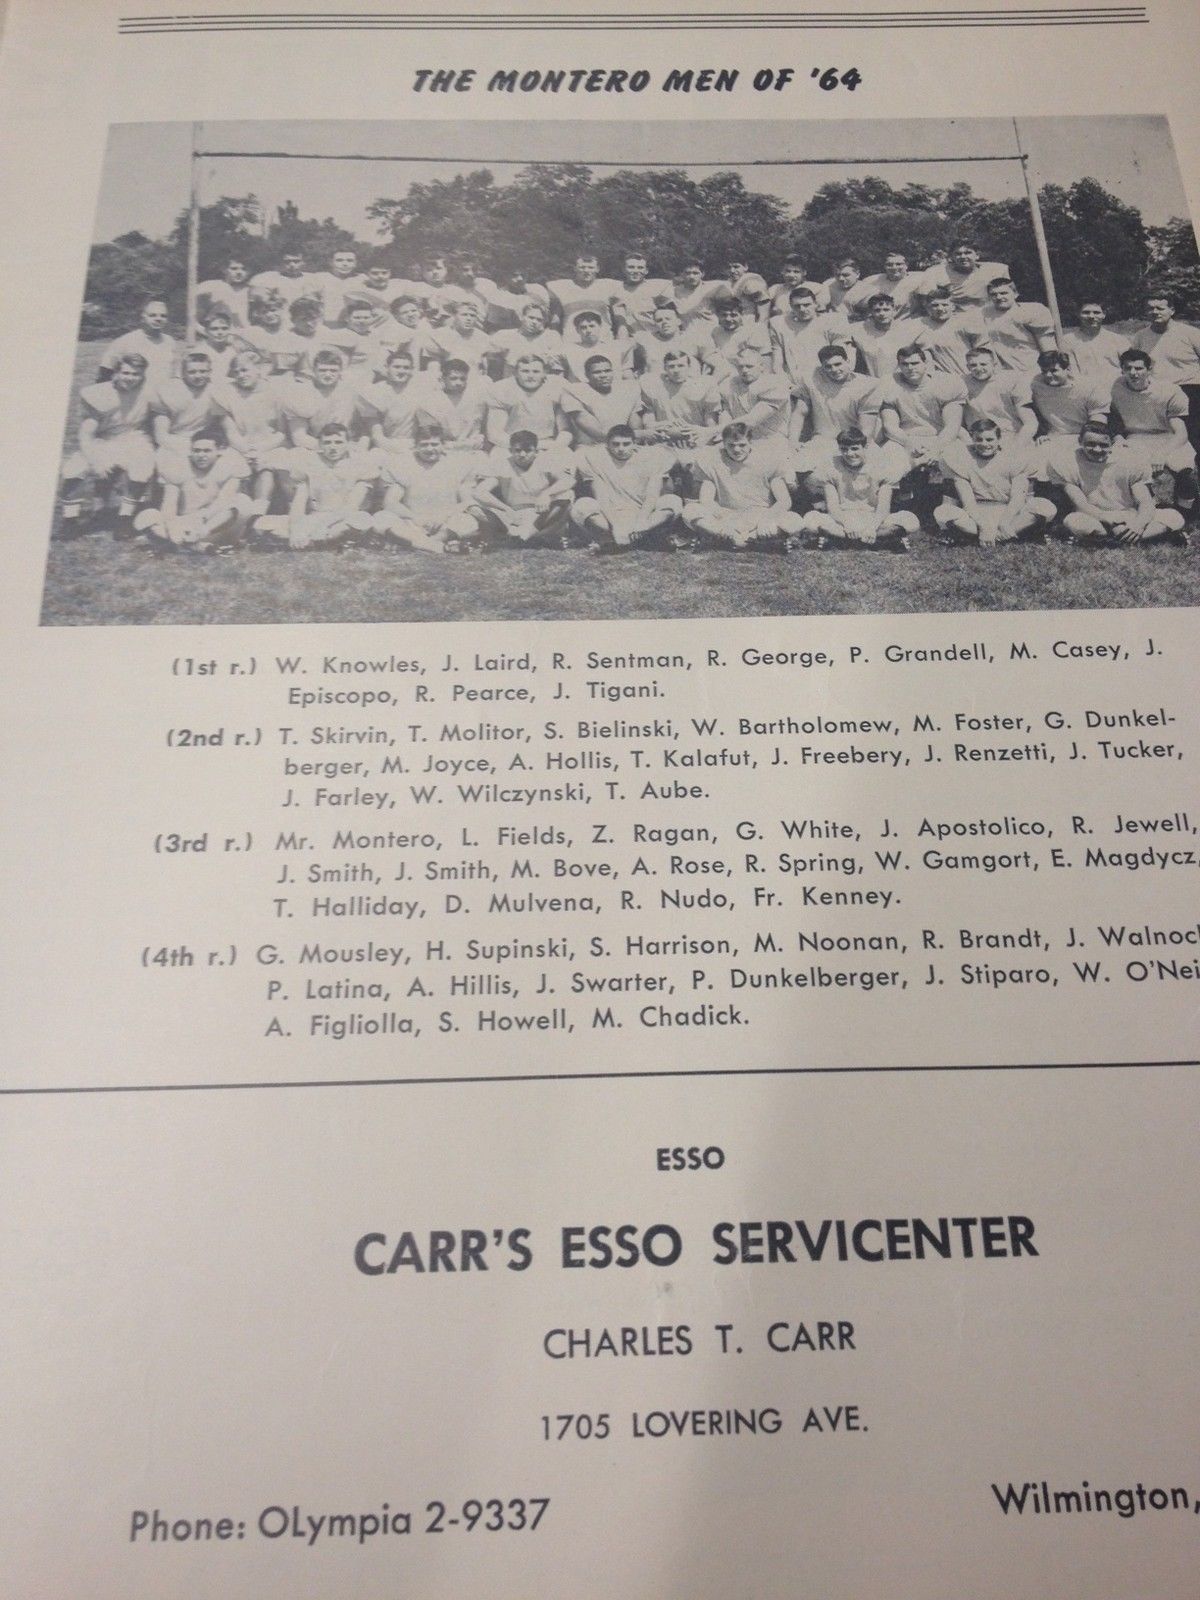 THE MONTERO MEN OF '64
(1st r.) W. Knowles, J. Laird, R. Sentman, R. George, P. Grandell, M. Casey, J.
Episcopo, R. Pearce, J. Tigani.
(2nd r.) T. Skirvin, T. Molitor, S. Bielinski, W. Bartholomew, M. Foster, G. Dunkel-
berger, M. Joyce, A. Hollis, T. Kalafut, J. Freebery, J. Renzetti, J. Tucker,
J. Farley, W. Wilczynski, T. Aube.
(3rd r.) Mr. Montero, L. Fields, Z. Ragan, G. White, J. Apostolico, R. Jewell,
J. Smith, J. Smith, M. Bove, A. Rose, R. Spring, W. Gamgort, E. Magdycz,
T. Halliday, D. Mulvena, R. Nudo, Fr. Kenney.
(4th r.) G. Mousley, H. Supinski, S. Harrison, M. Noonan, R. Brandt, J.
P. Latina, A. Hillis, J. Swarter, P. Dunkelberger, J. Stiparo, W.
A. Figliolla, S. Howell, M. Chadick.
ESSO
CARR'S ESSO SERVICENTER
CHARLES T. CARR
1705 LOVERING AVE.
Phone: OLympia 2-9337
Wilmington,